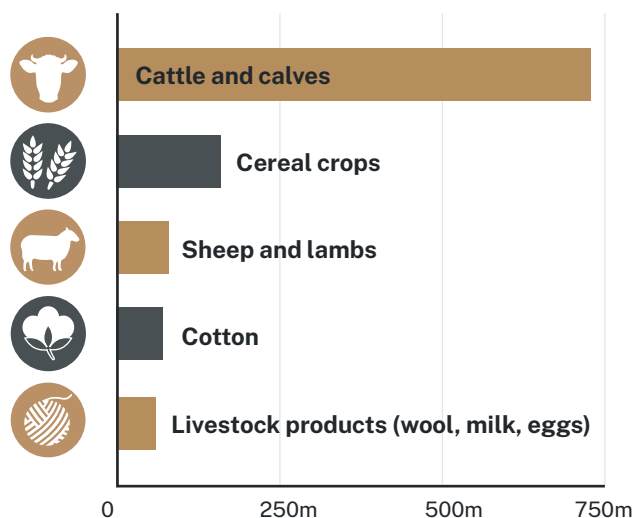 Cattle and calves
Cereal crops
Sheep and lambs
Cotton
Livestock products (wool, milk, eggs)
0 250m 500m 750m